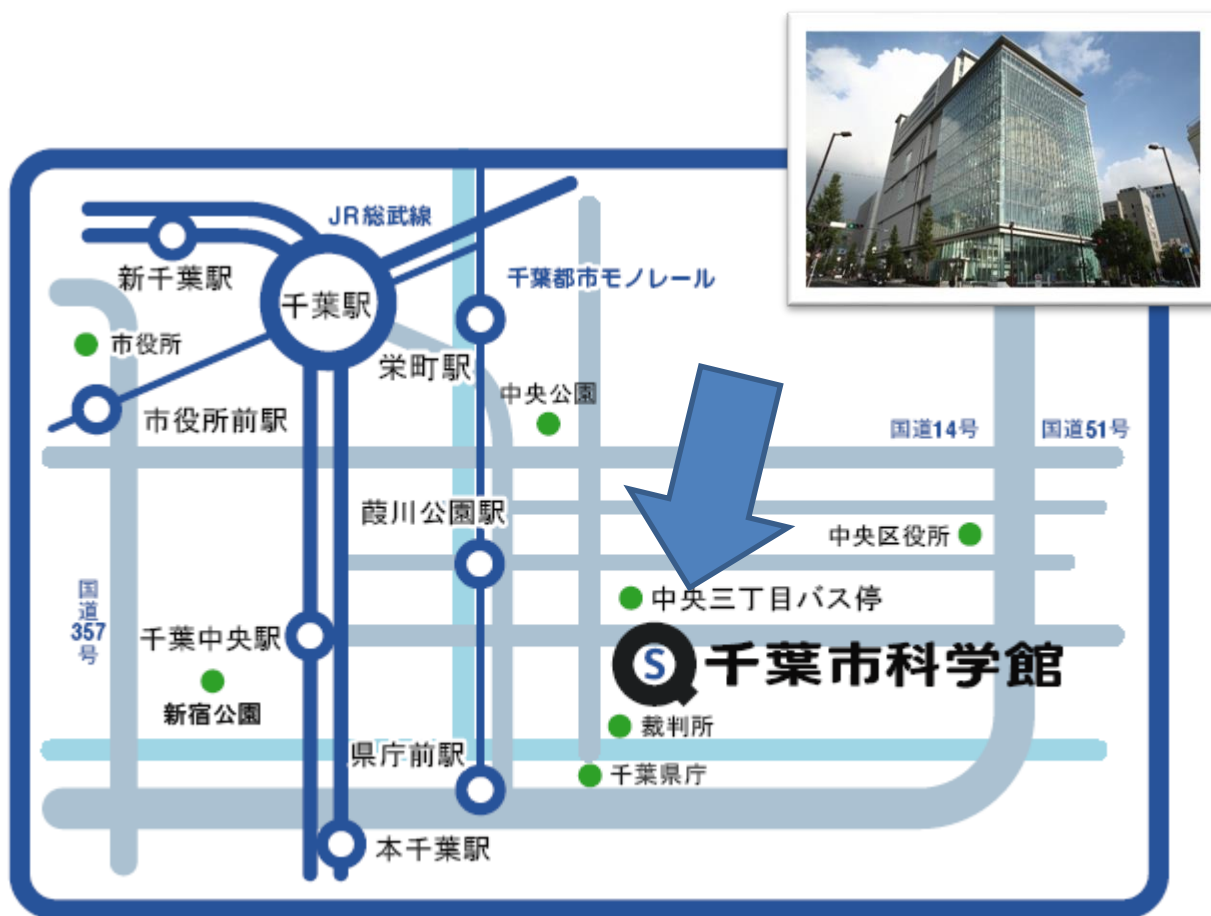 JR総武線
新千葉駅
千葉都市モノレール
千葉駅
市役所
栄町駅
中央公園
市役所前駅
国道14号
国道51号
葭川公園駅
中央区役所
国道
357
号
中央三丁目バス停
千葉中央駅
S
千葉市科学館
新宿公園
裁判所
県庁前駅
千葉県庁
本千葉駅